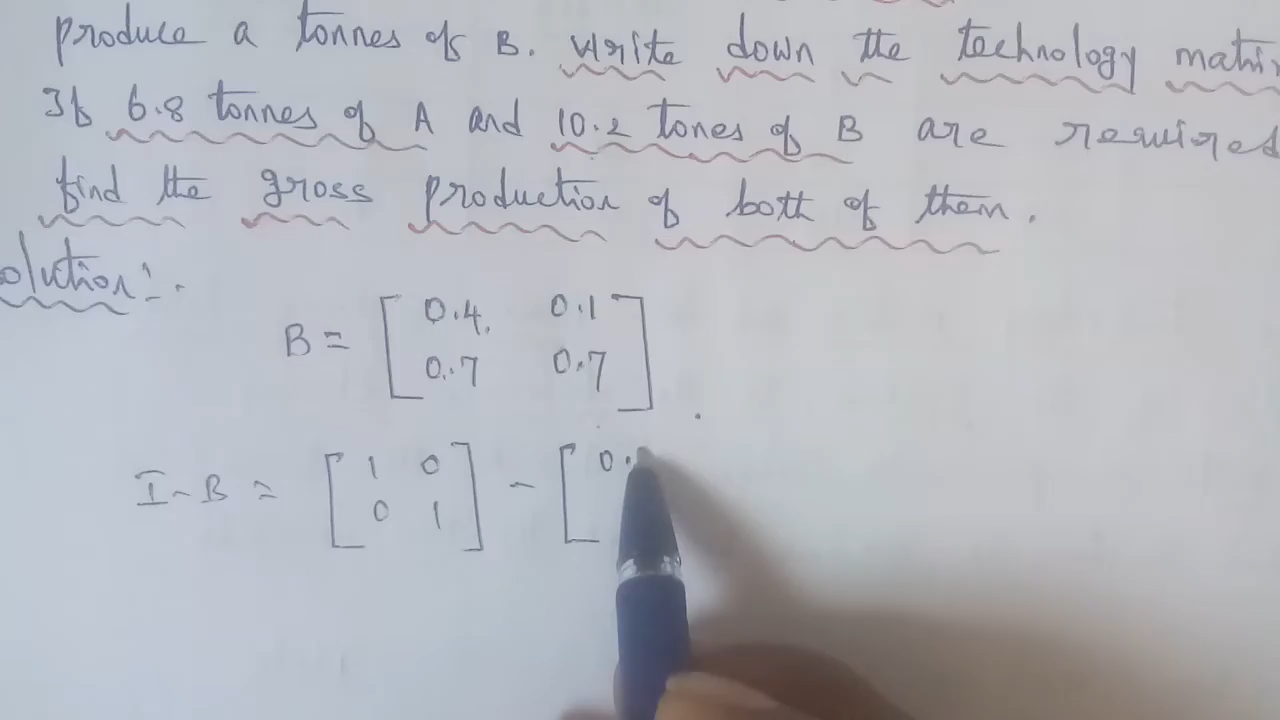 produce a tonnes of B. write down the technology matri
If 6.8 tonnes of A and 10.2 tones of B are required
find the gross production of both of them.
olution:-
B = [ 0.4 0.1
0.7 0.7 ]
I - B = [ 1 0
0 1 ] - [ 0.